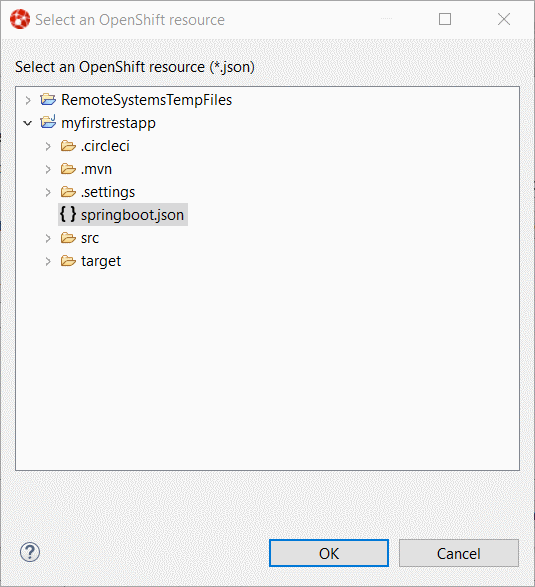 Select an OpenShift resource
Select an OpenShift resource (*.json)
RemoteSystemsTempFiles
myfirstrestapp
.circleci
.mvn
.settings
{ } springboot.json
src
target
?
OK
Cancel